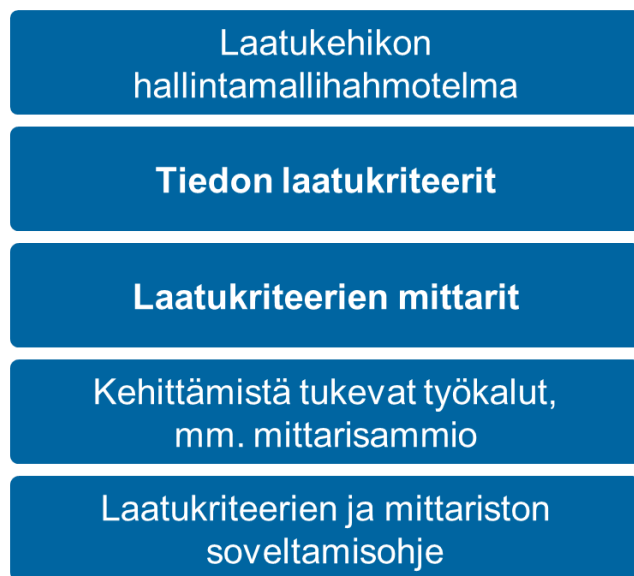 Laatukehikon
hallintamallihahmotelma
Tiedon laatukriteerit
Laatukriteerien mittarit
Kehittämistä tukevat työkalut,
mm. mittarisammio
Laatukriteerien ja mittariston
soveltamisohje